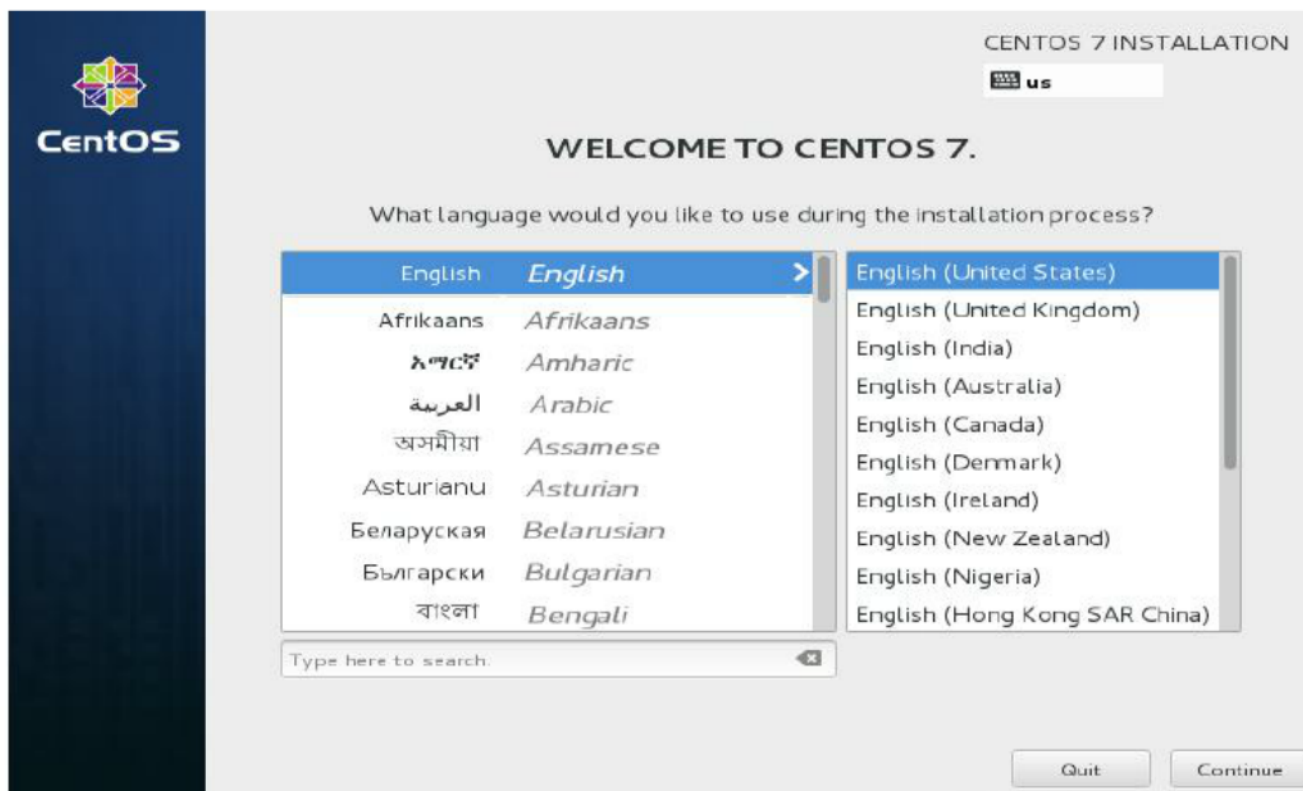 CentOS
CENTOS 7 INSTALLATION
us
WELCOME TO CENTOS 7.
What language would you like to use during the installation process?
English English >
Afrikaans Afrikaans
አማርኛ Amharic
العربية Arabic
অসমীয়া Assamese
Asturianu Asturian
Беларуская Belarusian
Български Bulgarian
বাংলা Bengali
Type here to search.
English (United States)
English (United Kingdom)
English (India)
English (Australia)
English (Canada)
English (Denmark)
English (Ireland)
English (New Zealand)
English (Nigeria)
English (Hong Kong SAR China)
Quit Continue